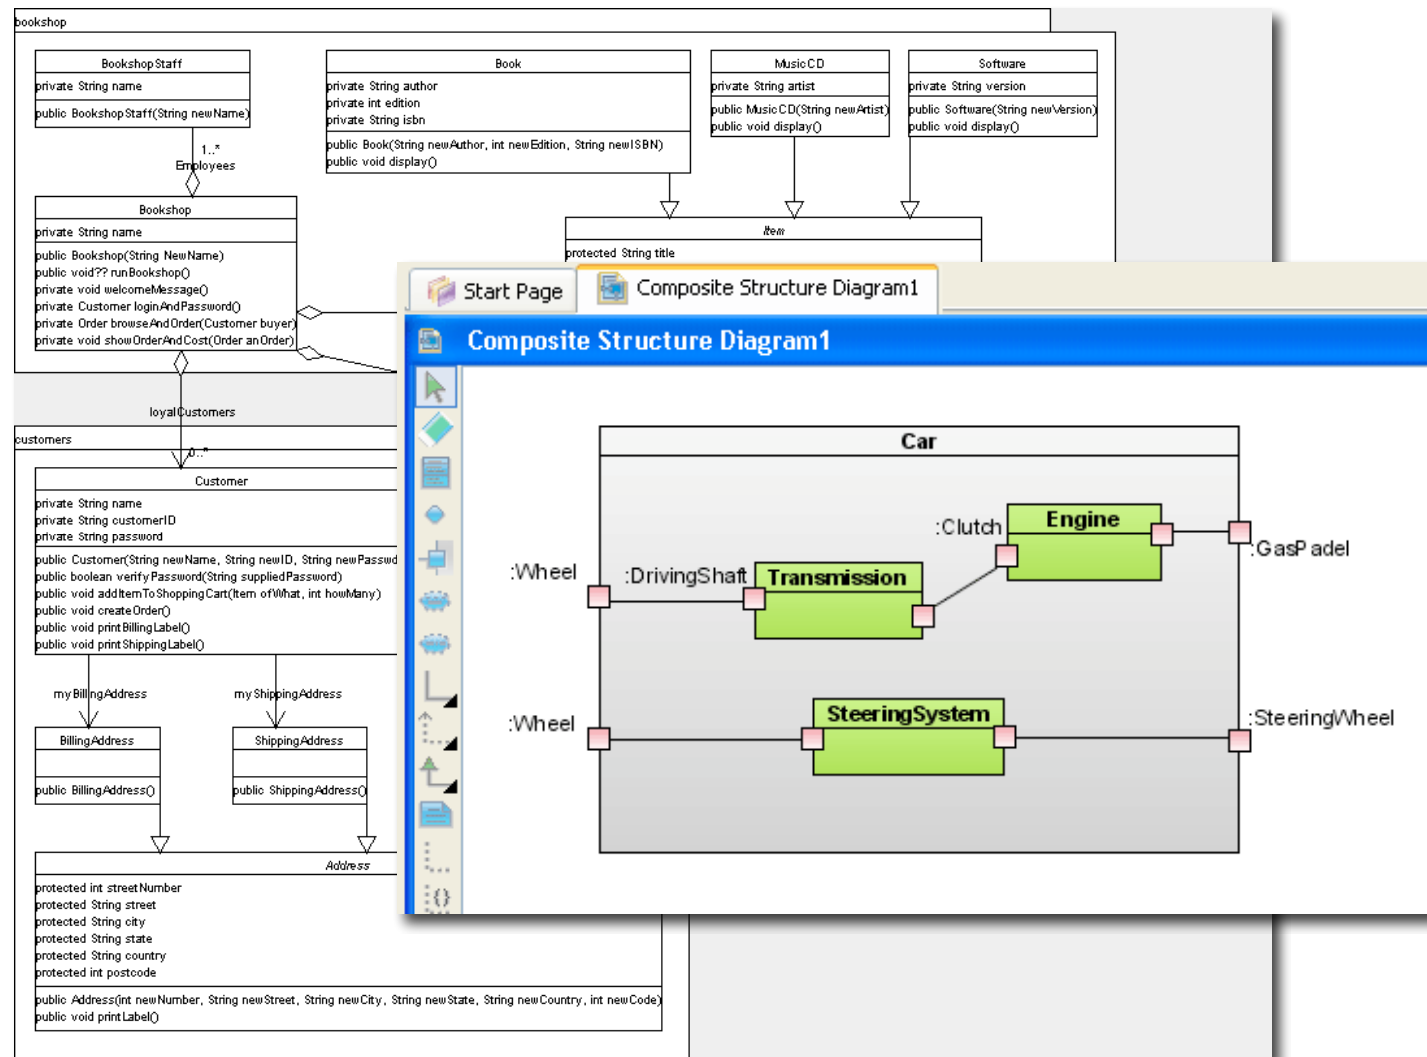 bookshop
BookshopStaff
private String name
public BookshopStaff(String newName)
1..*
Employees
Book
private String author
private int edition
private String isbn
public Book(String newAuthor, int newEdition, String newISBN)
public void display()
MusicCD
private String artist
public MusicCD(String newArtist)
public void display()
Software
private String version
public Software(String newVersion)
public void display()
Bookshop
private String name
public Bookshop(String NewName)
public void?? runBookshop()
private void welcomeMessage()
private Customer loginAndPassword()
private Order browseAndOrder(Customer buyer)
private void showOrderAndCost(Order anOrder)
Item
protected String title
loyalCustomers
0..*
customers
Customer
private String name
private String customerID
private String password
public Customer(String newName, String newID, String newPasswd
public boolean verifyPassword(String suppliedPassword)
public void addItemToShoppingCart(Item ofWhat, int howMany)
public void createOrder()
public void printBillingLabel()
public void printShippingLabel()
myBillingAddress
myShippingAddress
BillingAddress
public BillingAddress()
ShippingAddress
public ShippingAddress()
Address
protected int streetNumber
protected String street
protected String city
protected String state
protected String country
protected int postcode
public Address(int newNumber, String newStreet, String newCity, String newState, String newCountry, int newCode)
public void printLabel()
Start Page
Composite Structure Diagram1
Composite Structure Diagram1
Car
:Clutch
Engine
:GasPadel
:Wheel
:DrivingShaft
Transmission
:Wheel
SteeringSystem
:SteeringWheel